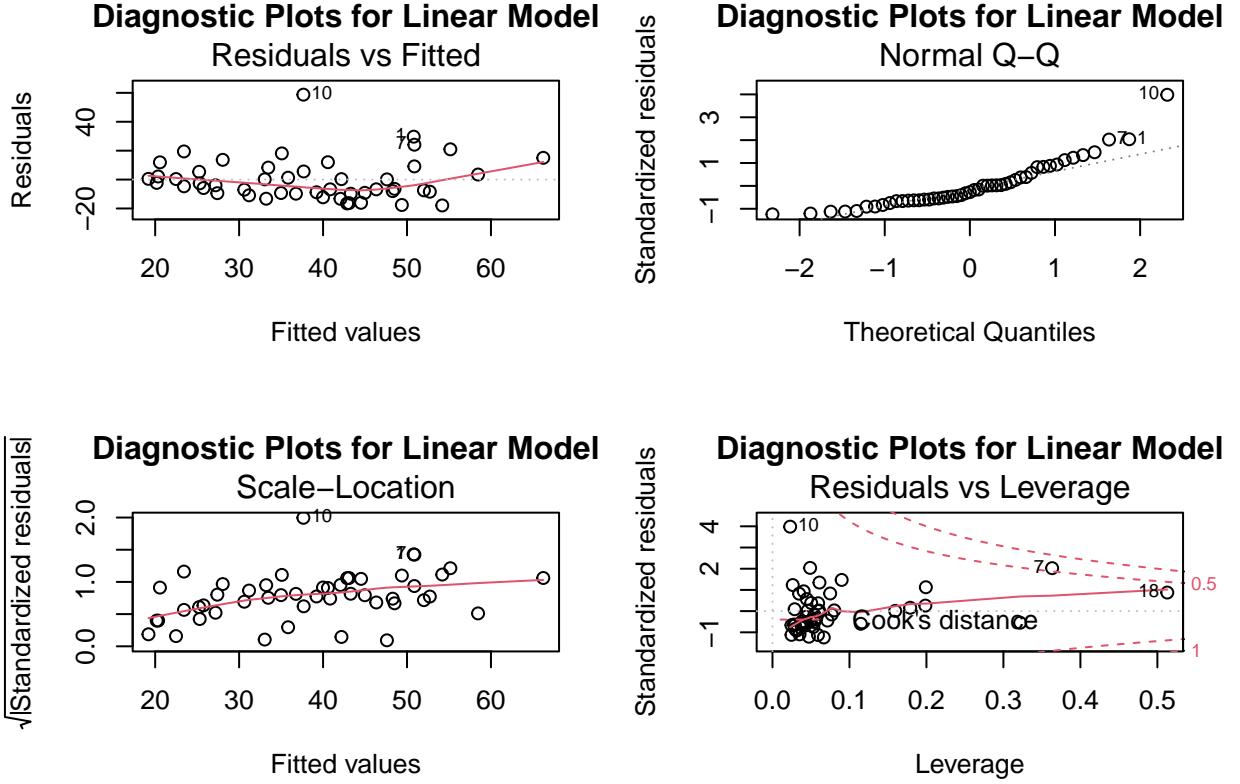 Diagnostic Plots for Linear Model
Residuals vs Fitted
Residuals
40
−20
10
1
7
20 30 40 50 60
Fitted values
Diagnostic Plots for Linear Model
Normal Q−Q
Standardized residuals
3
1
−1
10
7
1
−2 −1 0 1 2
Theoretical Quantiles
Diagnostic Plots for Linear Model
Scale−Location
√|Standardized residuals|
2.0
1.0
0.0
10
7
1
20 30 40 50 60
Fitted values
Diagnostic Plots for Linear Model
Residuals vs Leverage
Standardized residuals
4
2
−1
10
7
18
0.5
1
Cook's distance
0.0 0.1 0.2 0.3 0.4 0.5
Leverage